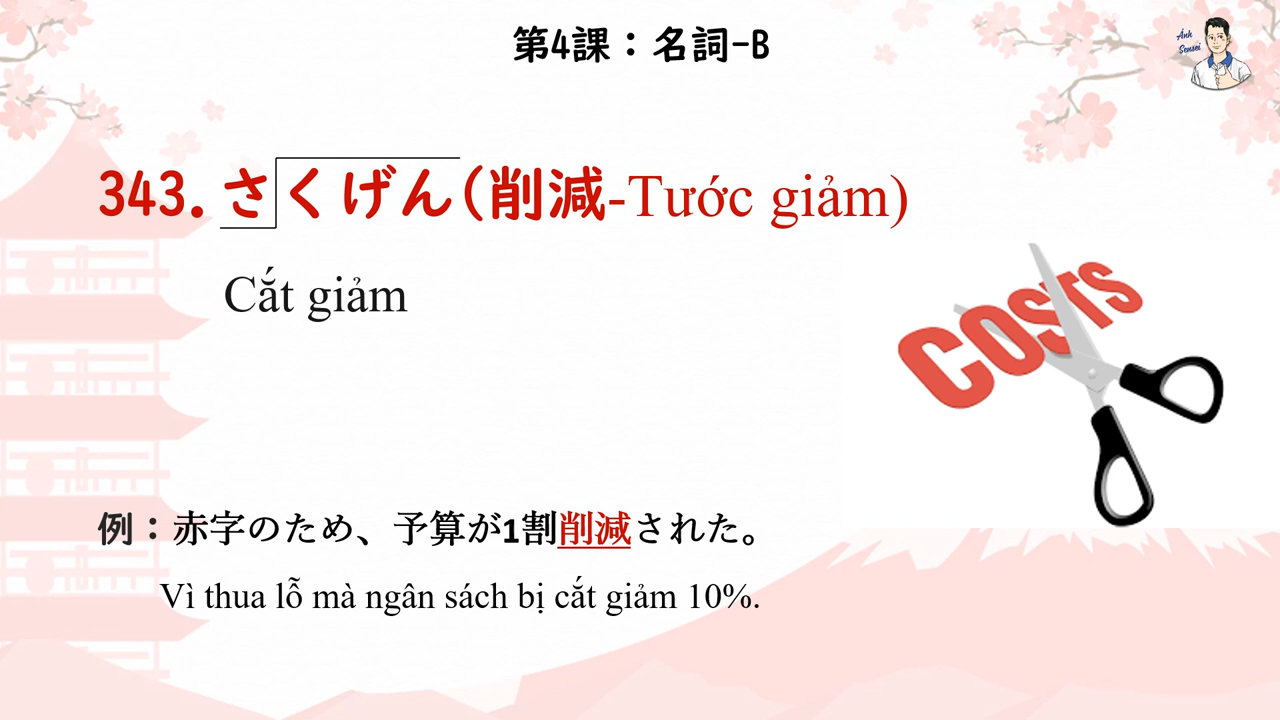 第4課：名詞-B
Anh
Sensei
343. さくげん(削減-Tước giảm)
Cắt giảm
COSTS
例：赤字のため、予算が1割削減された。
Vì thua lỗ mà ngân sách bị cắt giảm 10%.